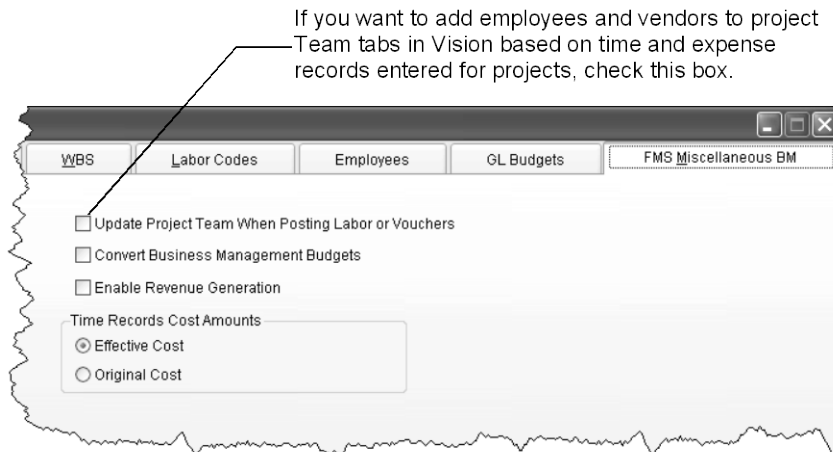 If you want to add employees and vendors to project
Team tabs in Vision based on time and expense
records entered for projects, check this box.
WBS Labor Codes Employees GL Budgets FMS Miscellaneous BM
Update Project Team When Posting Labor or Vouchers
Convert Business Management Budgets
Enable Revenue Generation
Time Records Cost Amounts
Effective Cost
Original Cost